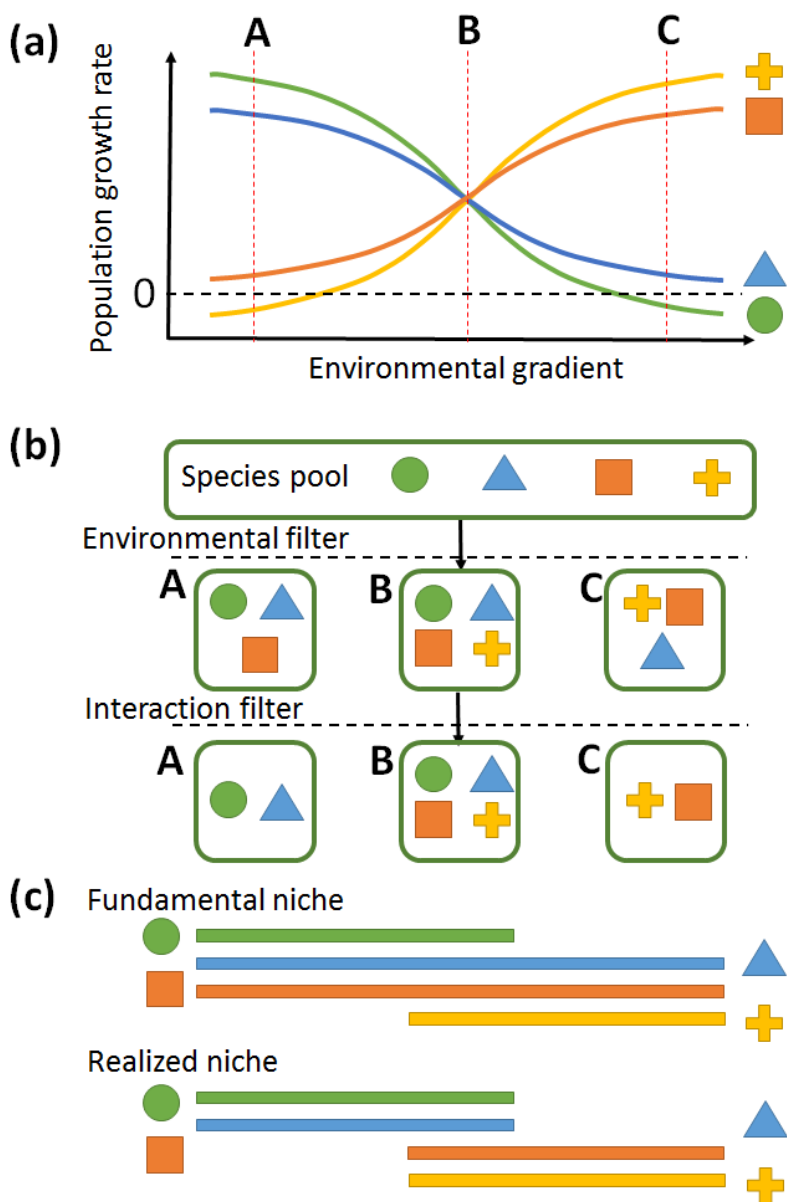 (a)
A B C
Population growth rate
0
Environmental gradient
(b)
Species pool
Environmental filter
A B C
Interaction filter
A B C
(c)
Fundamental niche
Realized niche